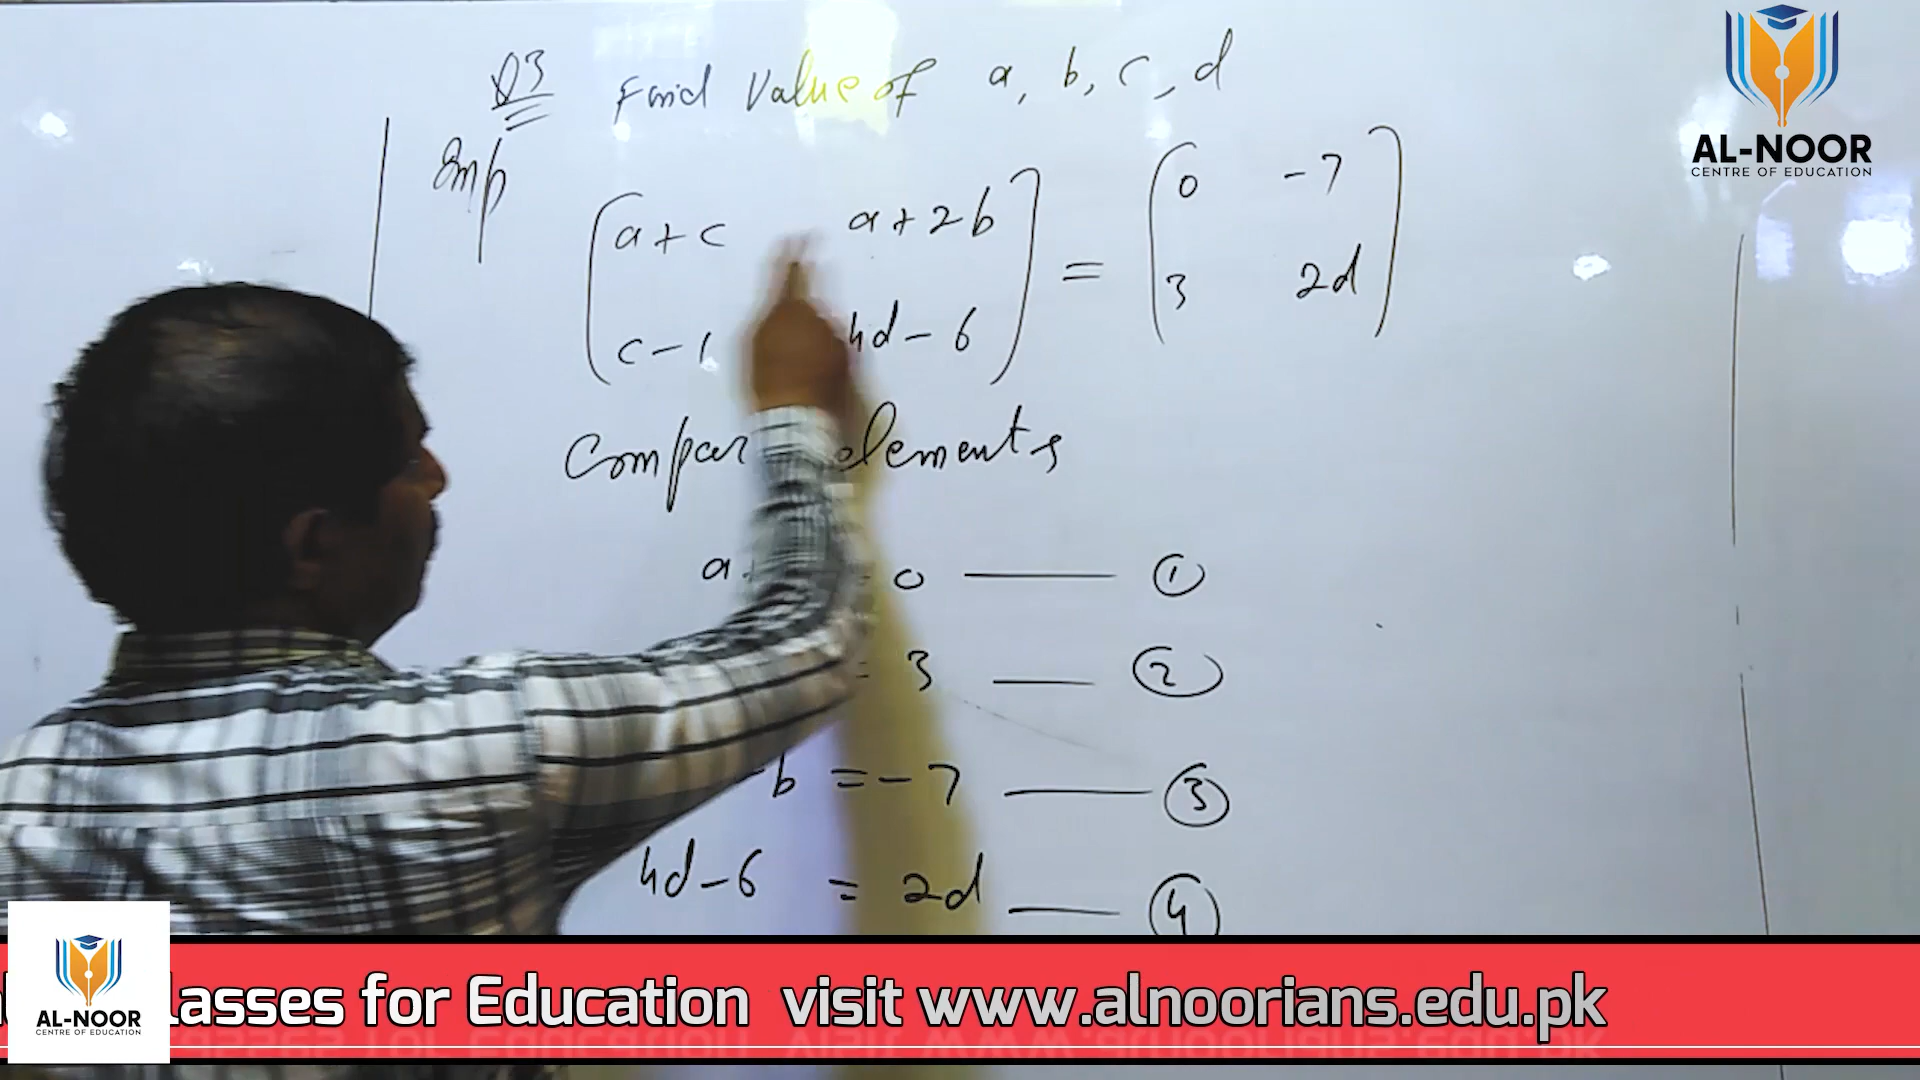 Q3 Find Value of a, b, c, d
Imp
a+c a+2b = 0 -7
c-1 4d-6 3 2d
elements
a 0 ——— ①
= 3 — ②
b = -7 ——— ③
4d-6 = 2d —— ④
AL-NOOR
CENTRE OF EDUCATION
lasses for Education visit www.alnoorians.edu.pk
AL-NOOR
CENTRE OF EDUCATION